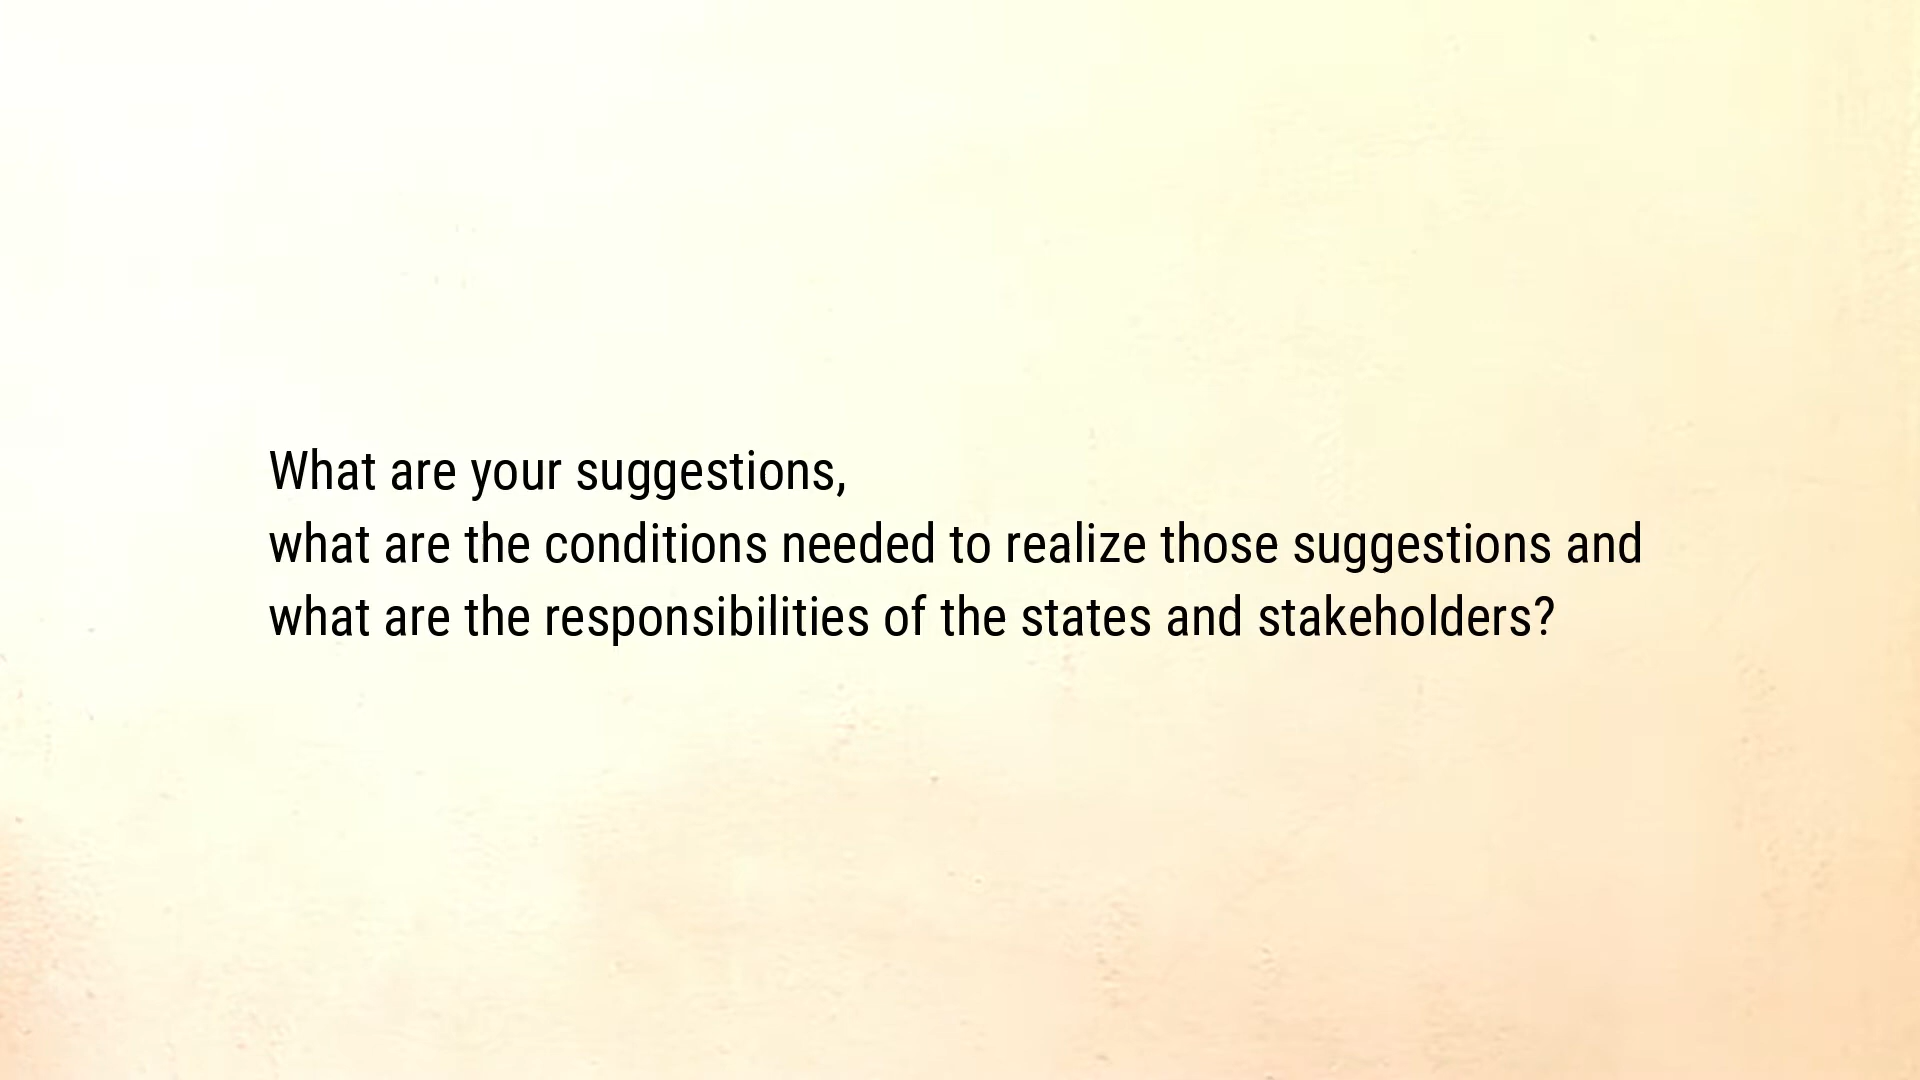 What are your suggestions,
what are the conditions needed to realize those suggestions and
what are the responsibilities of the states and stakeholders?